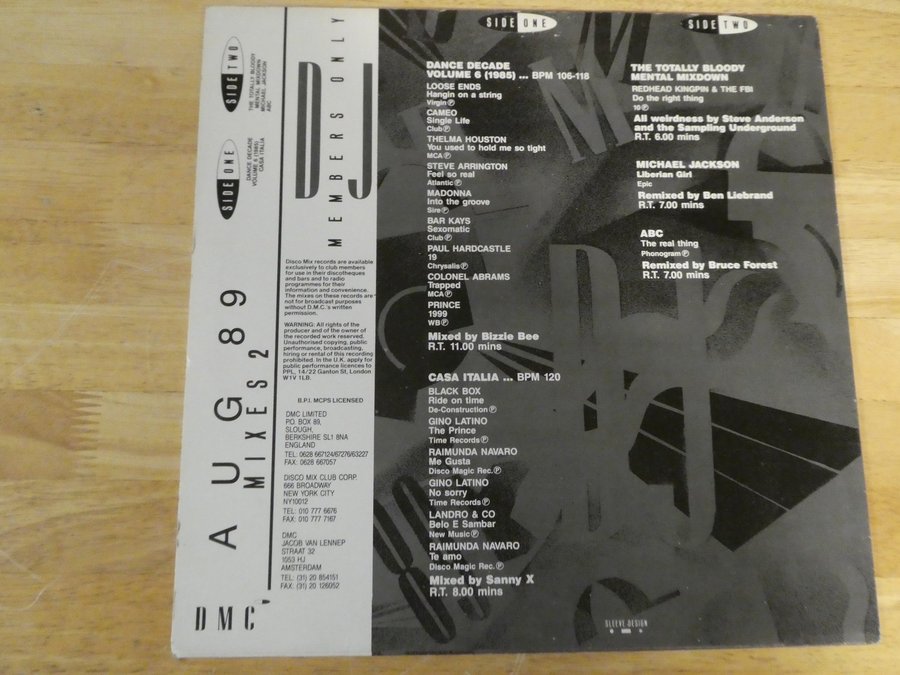 SIDE TWO
THE TOTALLY BLOODY
MENTAL MIXDOWN
MICHAEL JACKSON
ABC
SIDE ONE
DANCE DECADE
VOLUME 6 (1985)
CASA ITALIA
DJ
MEMBERS ONLY
Disco Mix records are available
exclusively to club members
for use in their discotheques
and bars and to radio
programmes for their
information and convenience.
The mixes on these records are
not for broadcast purposes
without D.M.C.'s written
permission.
WARNING: All rights of the
producer and of the owner of
the recorded work reserved.
Unauthorised copying, public
performance, broadcasting,
hiring or rental of this recording
prohibited. In the U.K. apply for
public performance licences to
PPL, 14/22 Ganton St, London
W1V 1LB.
B.P.I. MCPS LICENSED
DMC LIMITED
P.O. BOX 89,
SLOUGH,
BERKSHIRE SL1 8NA
ENGLAND
TEL: 0628 667124/67276/63227
FAX: 0628 667057
DISCO MIX CLUB CORP.
666 BROADWAY
NEW YORK CITY
NY10012
TEL: 010 777 6676
FAX: 010 777 7167
DMC
JACOB VAN LENNEP
STRAAT 32
1053 HJ
AMSTERDAM
TEL: (31) 20 854151
FAX: (31) 20 126052
AUG 89
MIXES 2
DMC
SIDE ONE
DANCE DECADE
VOLUME 6 (1985) ... BPM 106-118
LOOSE ENDS
Hangin on a string
Virgin Ⓟ
CAMEO
Single Life
Club Ⓟ
THELMA HOUSTON
You used to hold me so tight
MCA Ⓟ
STEVE ARRINGTON
Feel so real
Atlantic Ⓟ
MADONNA
Into the groove
Sire Ⓟ
BAR KAYS
Sexomatic
Club Ⓟ
PAUL HARDCASTLE
19
Chrysalis Ⓟ
COLONEL ABRAMS
Trapped
MCA Ⓟ
PRINCE
1999
WB Ⓟ
Mixed by Bizzie Bee
R.T. 11.00 mins
CASA ITALIA ... BPM 120
BLACK BOX
Ride on time
De-Construction Ⓟ
GINO LATINO
The Prince
Time Records Ⓟ
RAIMUNDA NAVARO
Me Gusta
Disco Magic Rec. Ⓟ
GINO LATINO
No sorry
Time Records Ⓟ
LANDRO & CO
Belo E Sambar
New Music Ⓟ
RAIMUNDA NAVARO
Te amo
Disco Magic Rec. Ⓟ
Mixed by Sanny X
R.T. 8.00 mins
SIDE TWO
THE TOTALLY BLOODY
MENTAL MIXDOWN
REDHEAD KINGPIN & THE FBI
Do the right thing
10 Ⓟ
All weirdness by Steve Anderson
and the Sampling Underground
R.T. 6.00 mins
MICHAEL JACKSON
Liberian Girl
Epic
Remixed by Ben Liebrand
R.T. 7.00 mins
ABC
The real thing
Phonogram Ⓟ
Remixed by Bruce Forest
R.T. 7.00 mins
SLEEVE DESIGN